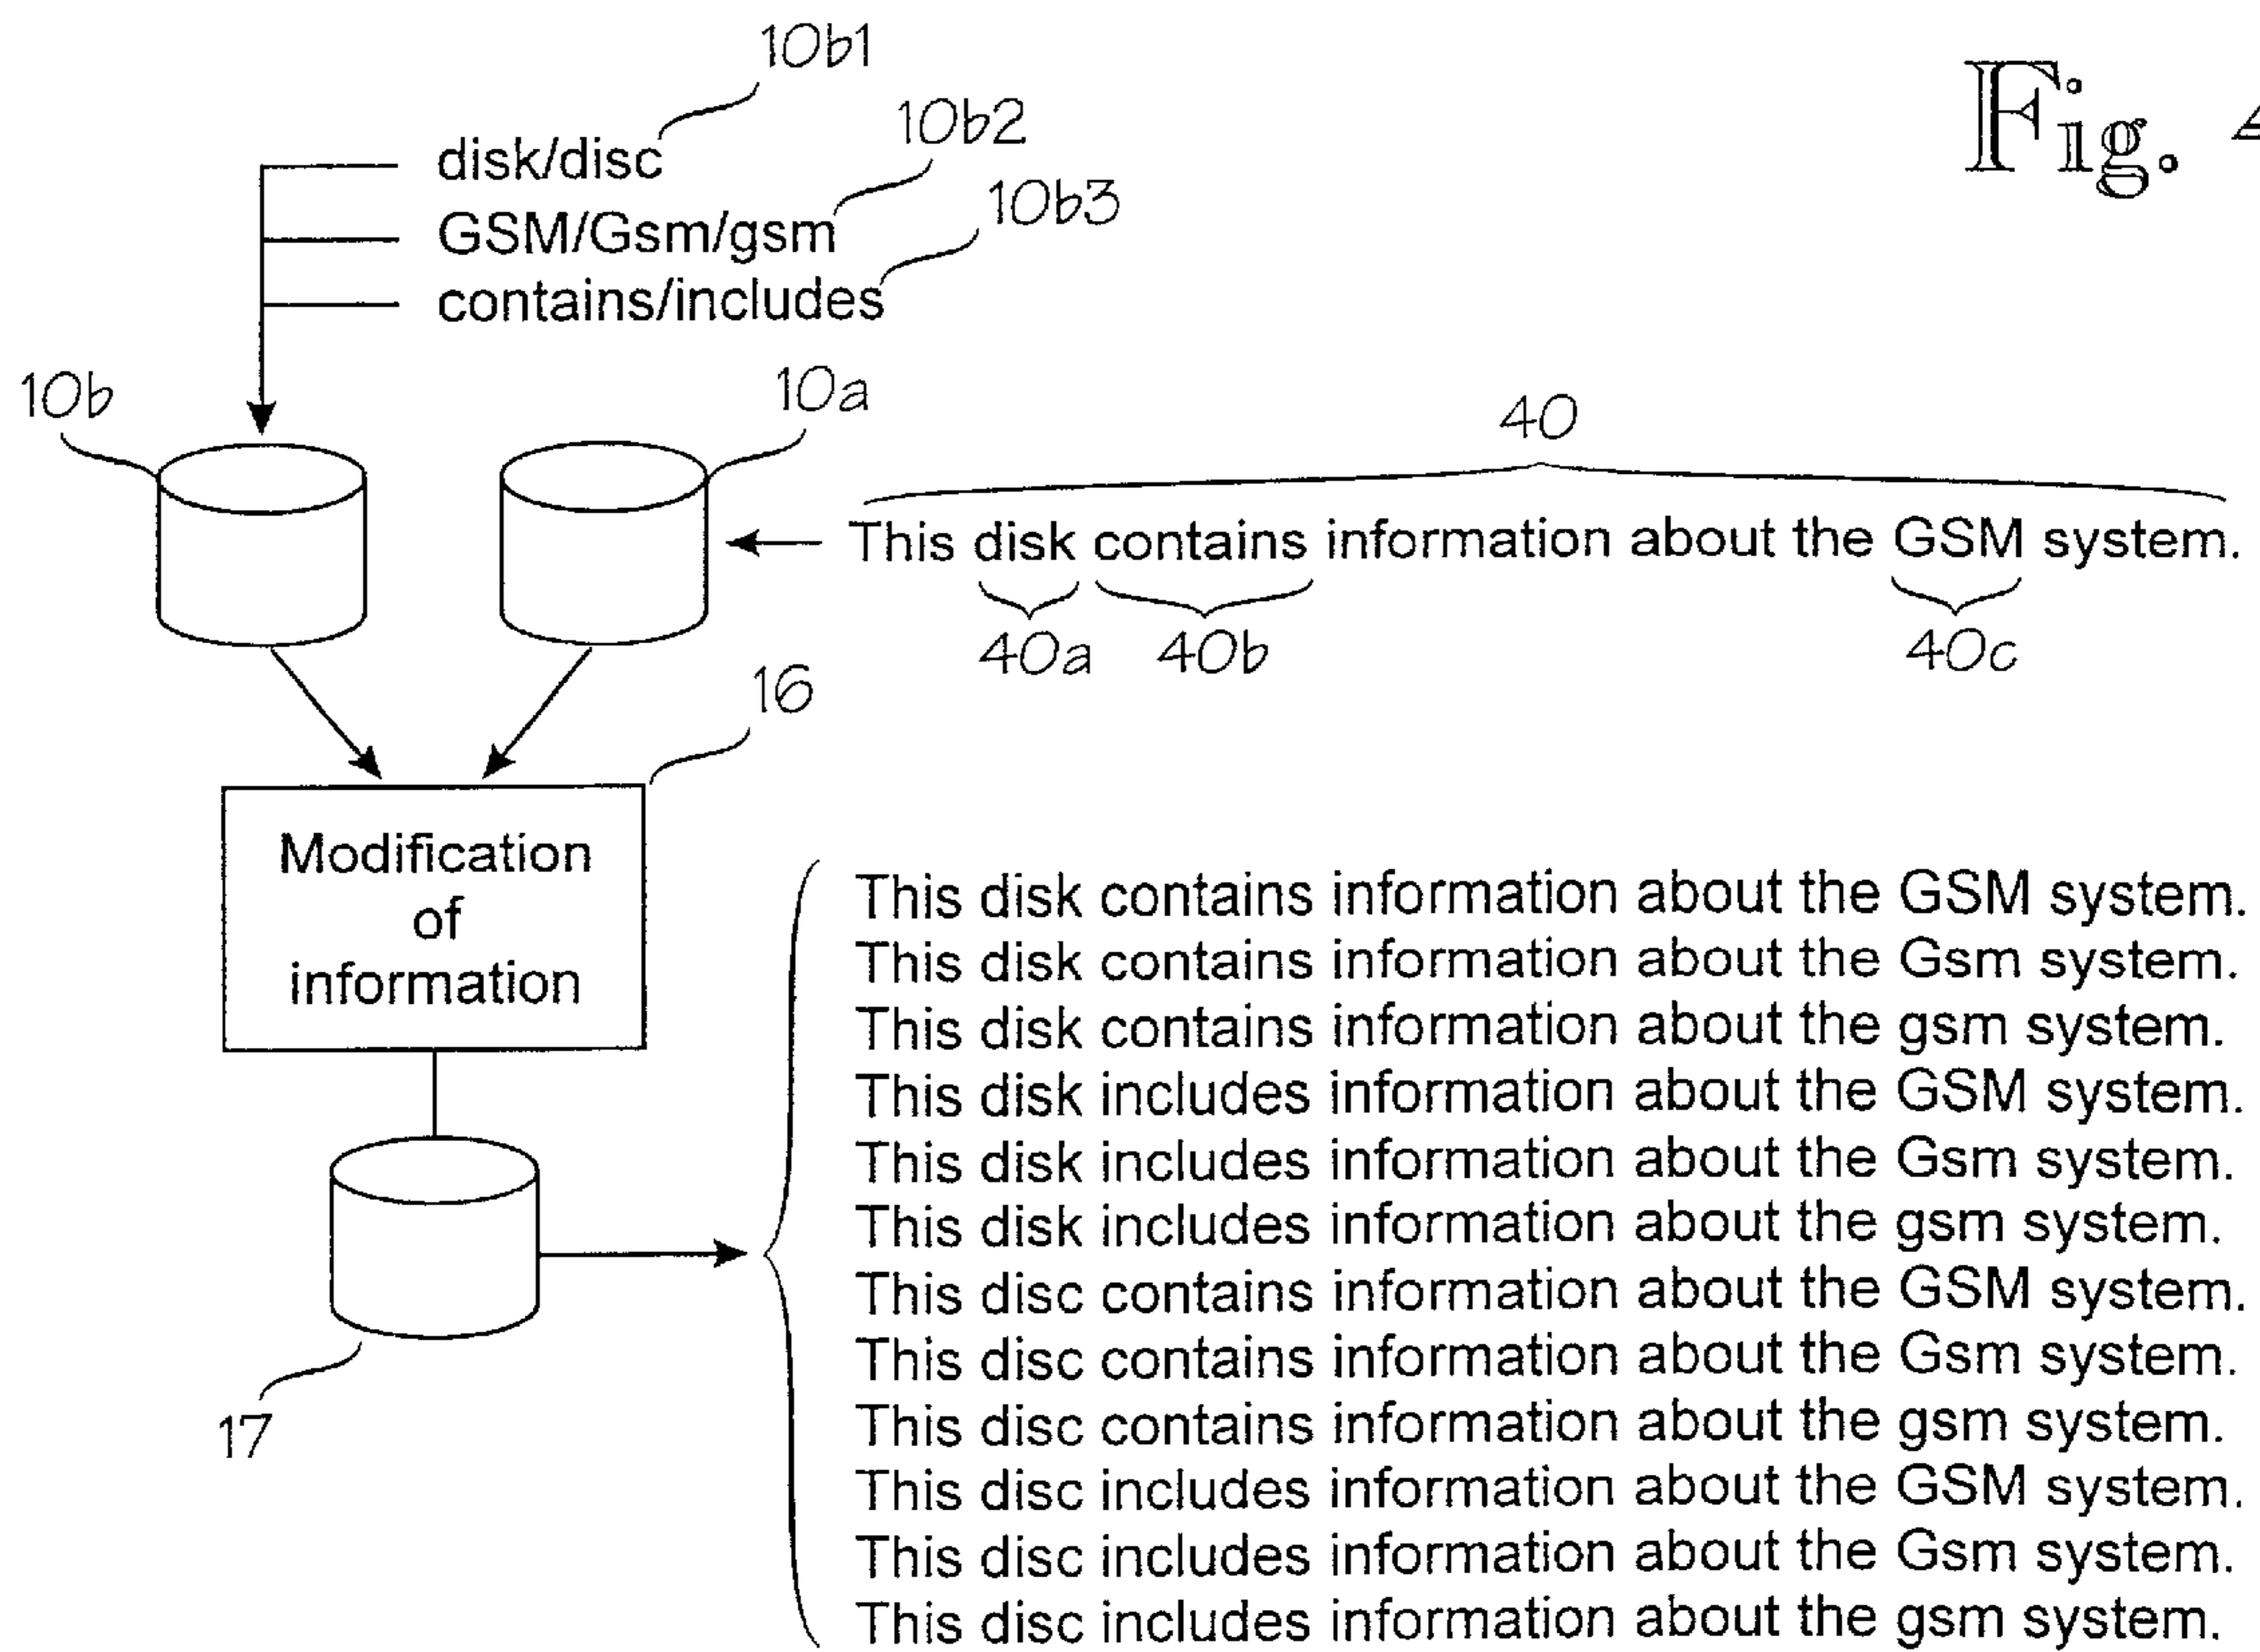 10b1
Fig. 4
10b2
disk/disc
10b3
GSM/Gsm/gsm
contains/includes
10b
10a
40
This disk contains information about the GSM system.
40a 40b 40c
16
Modification
of
information
This disk contains information about the GSM system.
This disk contains information about the Gsm system.
This disk contains information about the gsm system.
This disk includes information about the GSM system.
This disk includes information about the Gsm system.
This disk includes information about the gsm system.
This disc contains information about the GSM system.
This disc contains information about the Gsm system.
This disc contains information about the gsm system.
This disc includes information about the GSM system.
This disc includes information about the Gsm system.
This disc includes information about the gsm system.
17